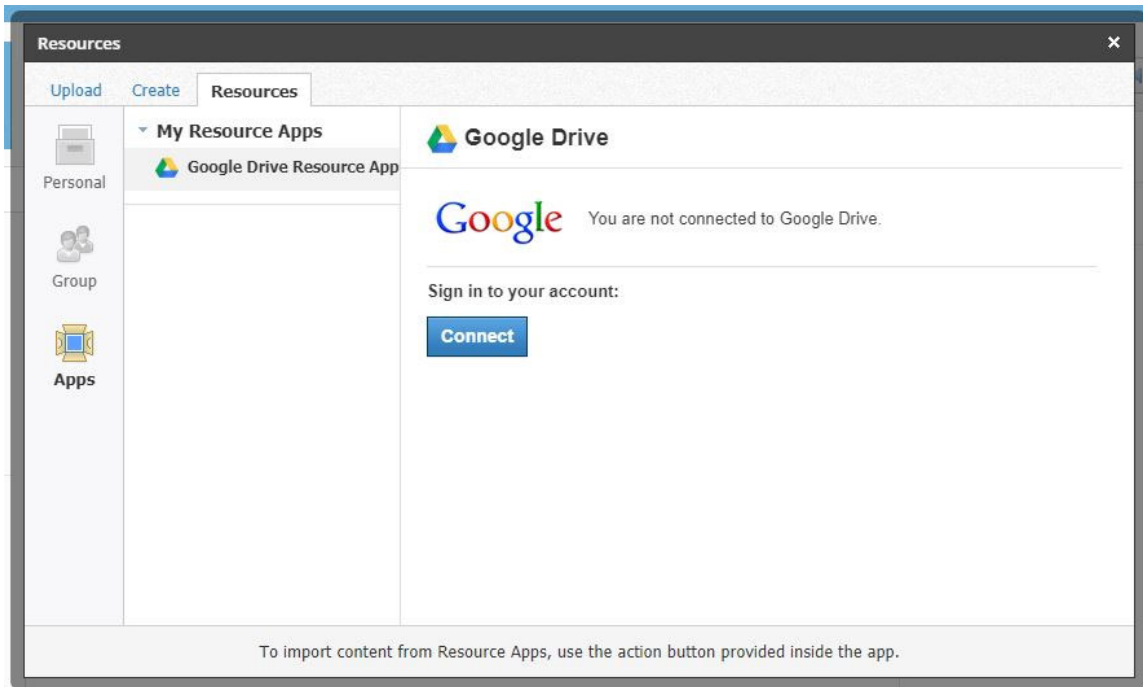 Resources
×
Upload Create Resources
Personal
Group
Apps
My Resource Apps
Google Drive Resource App
Google Drive
Google You are not connected to Google Drive.
Sign in to your account:
Connect
To import content from Resource Apps, use the action button provided inside the app.